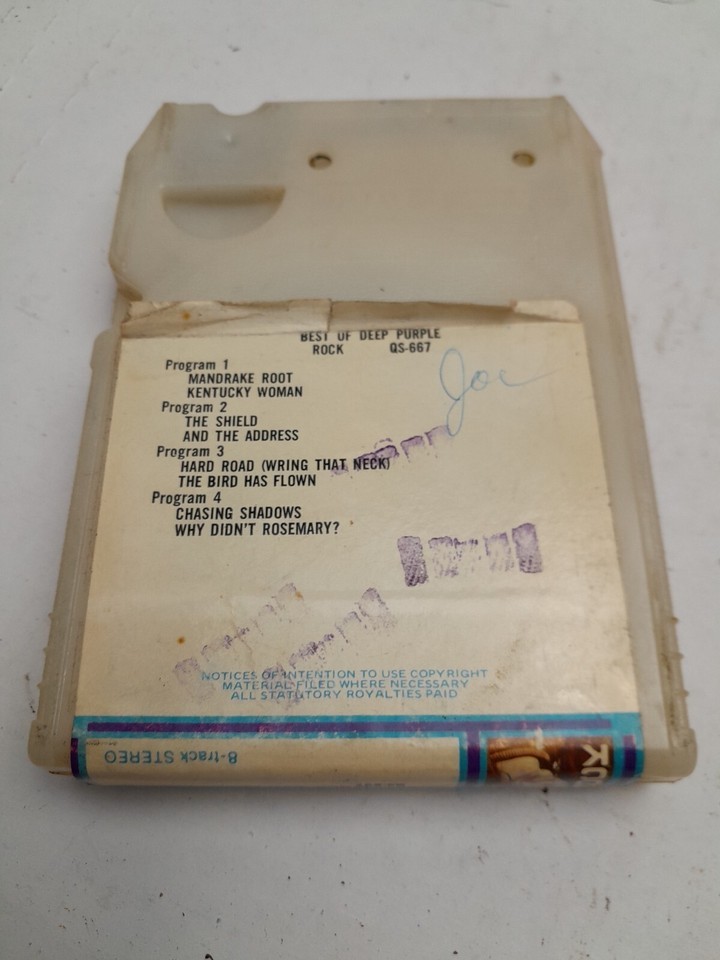 BEST OF DEEP PURPLE
ROCK QS-667
Joe
Program 1
MANDRAKE ROOT
KENTUCKY WOMAN
Program 2
THE SHIELD
AND THE ADDRESS
Program 3
HARD ROAD (WRING THAT NECK)
THE BIRD HAS FLOWN
Program 4
CHASING SHADOWS
WHY DIDN'T ROSEMARY?
NOTICES OF INTENTION TO USE COPYRIGHT
MATERIAL FILED WHERE NECESSARY
ALL STATUTORY ROYALTIES PAID
8-track STEREO